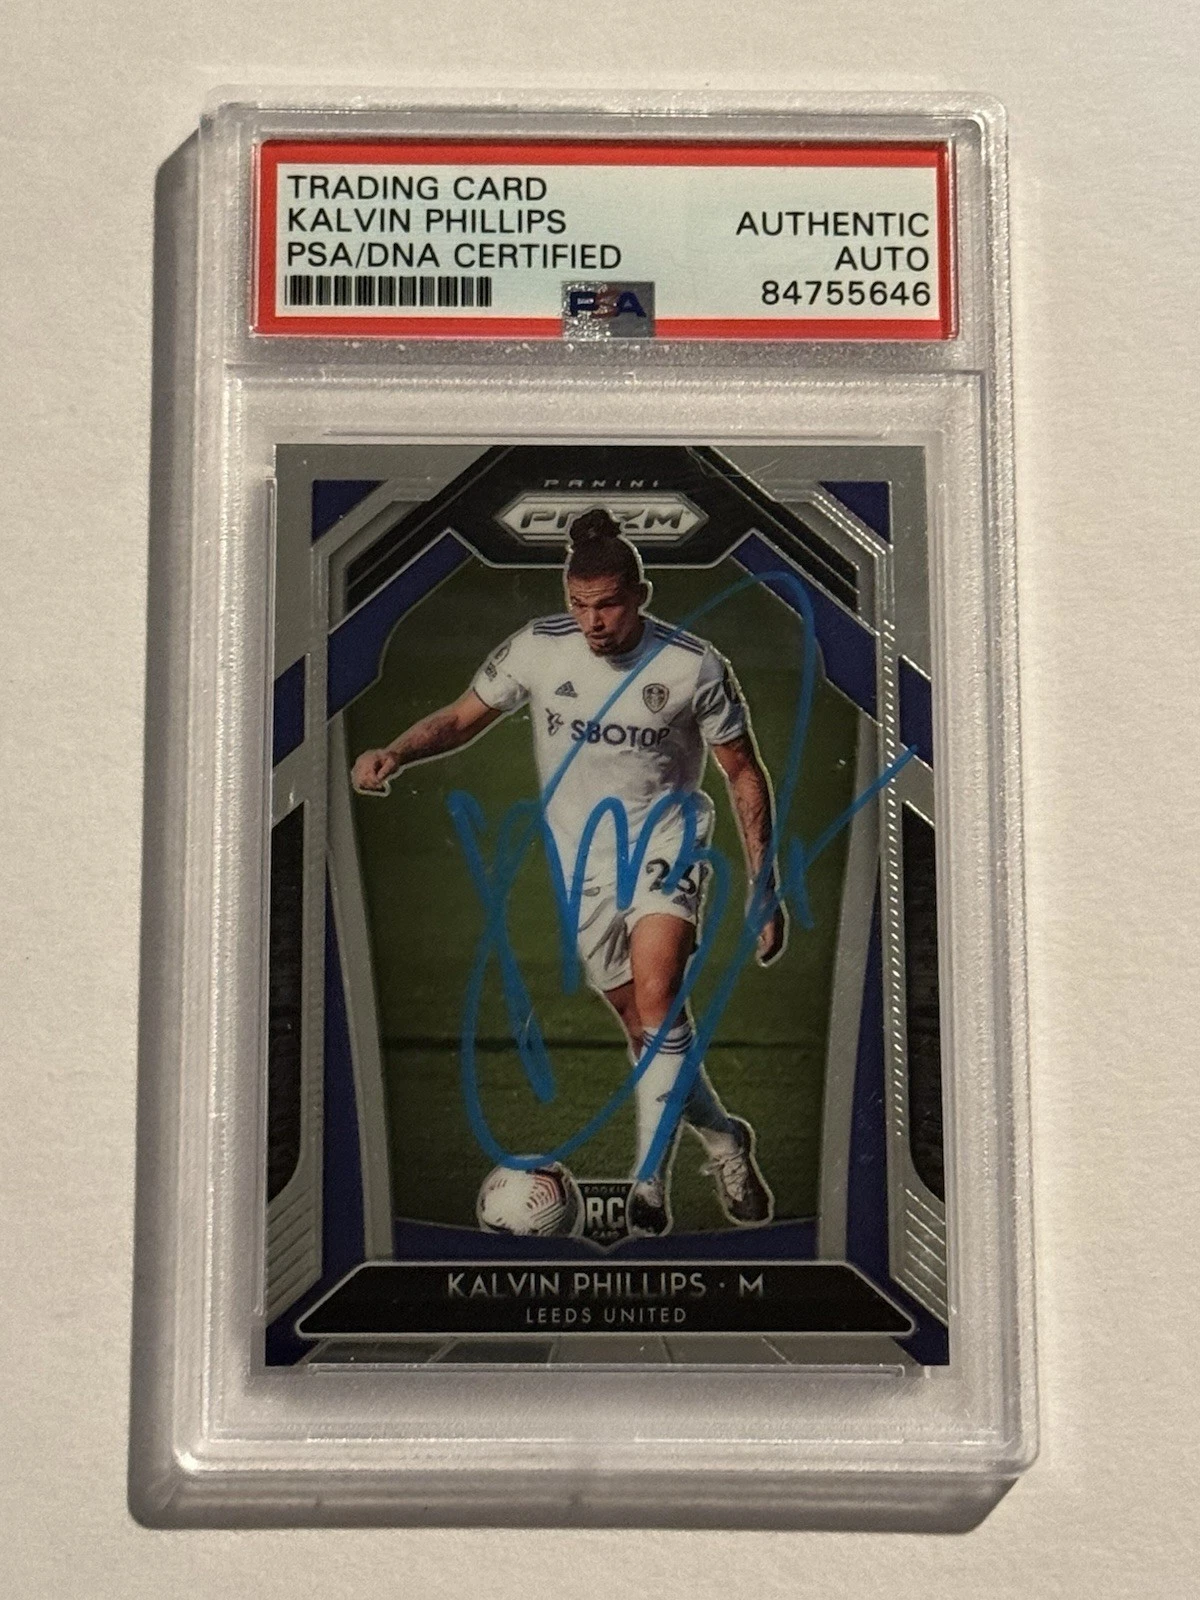 TRADING CARD
KALVIN PHILLIPS
PSA/DNA CERTIFIED
AUTHENTIC
AUTO
84755646
PSA
PANINI
PRIZM
SBOTOP
23
ROOKIE
RC
CARD
KALVIN PHILLIPS · M
LEEDS UNITED